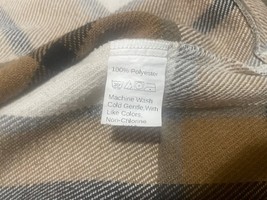 100% Polyester
Machine Wash
Cold Gentle With
Like Colors,
Non-Chlorine